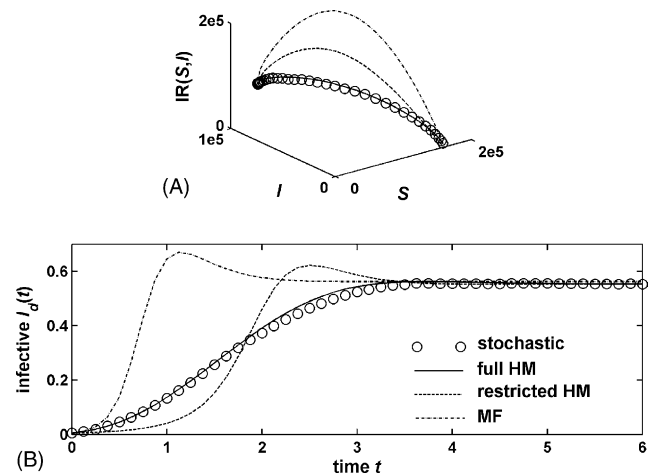 2e5
IR(S,I)
0
1e5
I
0
0
S
2e5
(A)
infective I_d(t)
0.6
0.4
0.2
0
0
1
2
3
4
5
6
time t
stochastic
full HM
restricted HM
MF
(B)